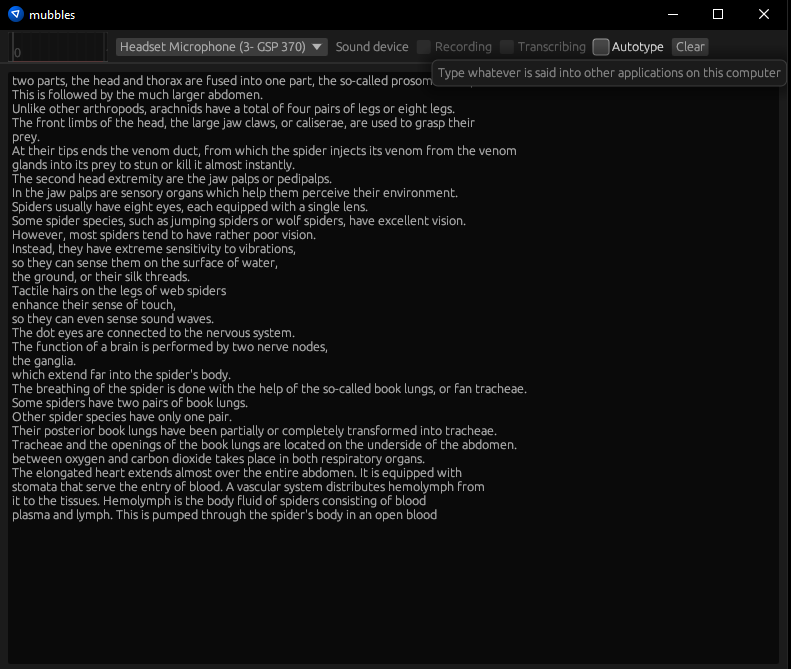 mubbles
0
Headset Microphone (3- GSP 370) Sound device Recording Transcribing Autotype Clear
Type whatever is said into other applications on this computer
two parts, the head and thorax are fused into one part, the so-called prosom
This is followed by the much larger abdomen.
Unlike other arthropods, arachnids have a total of four pairs of legs or eight legs.
The front limbs of the head, the large jaw claws, or caliserae, are used to grasp their
prey.
At their tips ends the venom duct, from which the spider injects its venom from the venom
glands into its prey to stun or kill it almost instantly.
The second head extremity are the jaw palps or pedipalps.
In the jaw palps are sensory organs which help them perceive their environment.
Spiders usually have eight eyes, each equipped with a single lens.
Some spider species, such as jumping spiders or wolf spiders, have excellent vision.
However, most spiders tend to have rather poor vision.
Instead, they have extreme sensitivity to vibrations,
so they can sense them on the surface of water,
the ground, or their silk threads.
Tactile hairs on the legs of web spiders
enhance their sense of touch,
so they can even sense sound waves.
The dot eyes are connected to the nervous system.
The function of a brain is performed by two nerve nodes,
the ganglia.
which extend far into the spider's body.
The breathing of the spider is done with the help of the so-called book lungs, or fan tracheae.
Some spiders have two pairs of book lungs.
Other spider species have only one pair.
Their posterior book lungs have been partially or completely transformed into tracheae.
Tracheae and the openings of the book lungs are located on the underside of the abdomen.
between oxygen and carbon dioxide takes place in both respiratory organs.
The elongated heart extends almost over the entire abdomen. It is equipped with
stomata that serve the entry of blood. A vascular system distributes hemolymph from
it to the tissues. Hemolymph is the body fluid of spiders consisting of blood
plasma and lymph. This is pumped through the spider's body in an open blood